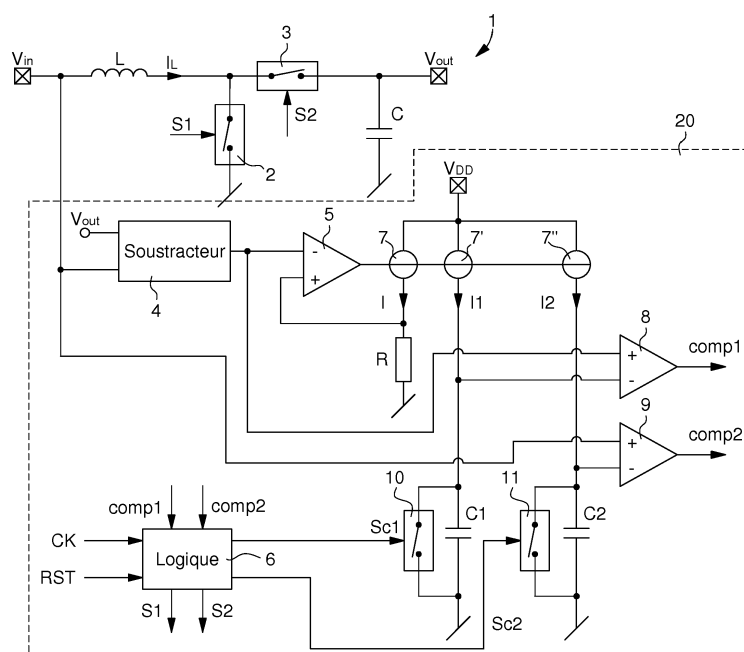 1
3
Vin
L
IL
Vout
S1
S2
C
2
20
VDD
Vout
Soustracteur
4
5
-
+
7
7'
7''
I
I1
I2
R
8
+
-
comp1
9
+
-
comp2
10
11
comp1
comp2
Sc1
C1
C2
CK
Logique
6
RST
S1
S2
Sc2